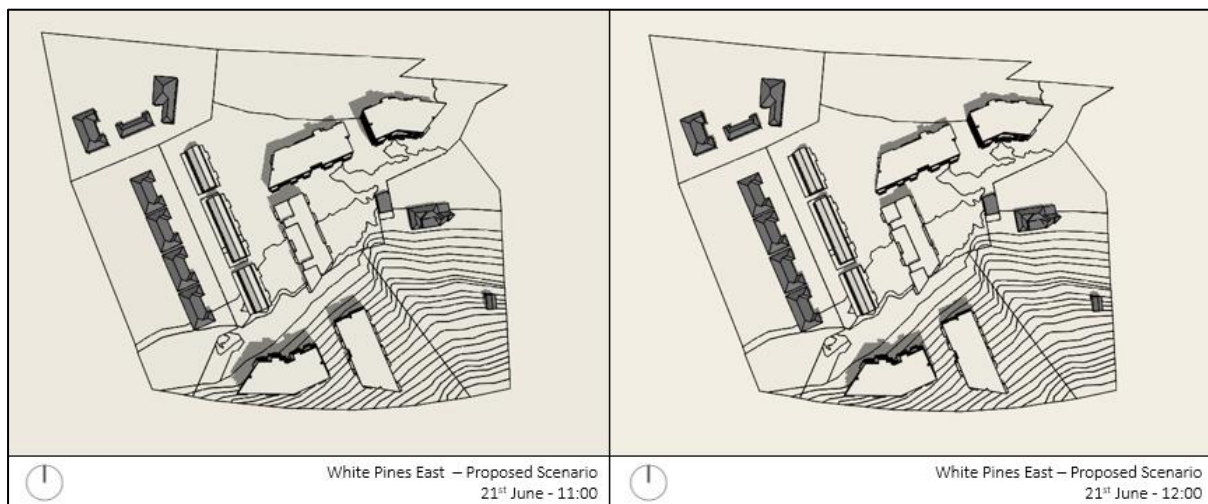 White Pines East – Proposed Scenario
21st June - 11:00
White Pines East – Proposed Scenario
21st June - 12:00